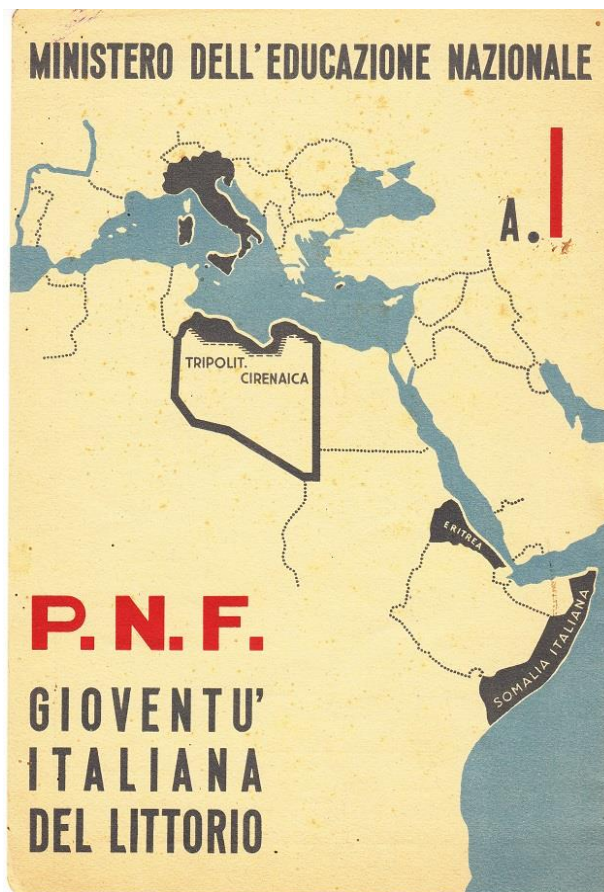 MINISTERO DELL'EDUCAZIONE NAZIONALE
A. I
TRIPOLIT.
CIRENAICA
ERITREA
SOMALIA ITALIANA
P.N.F.
GIOVENTU'
ITALIANA
DEL LITTORIO